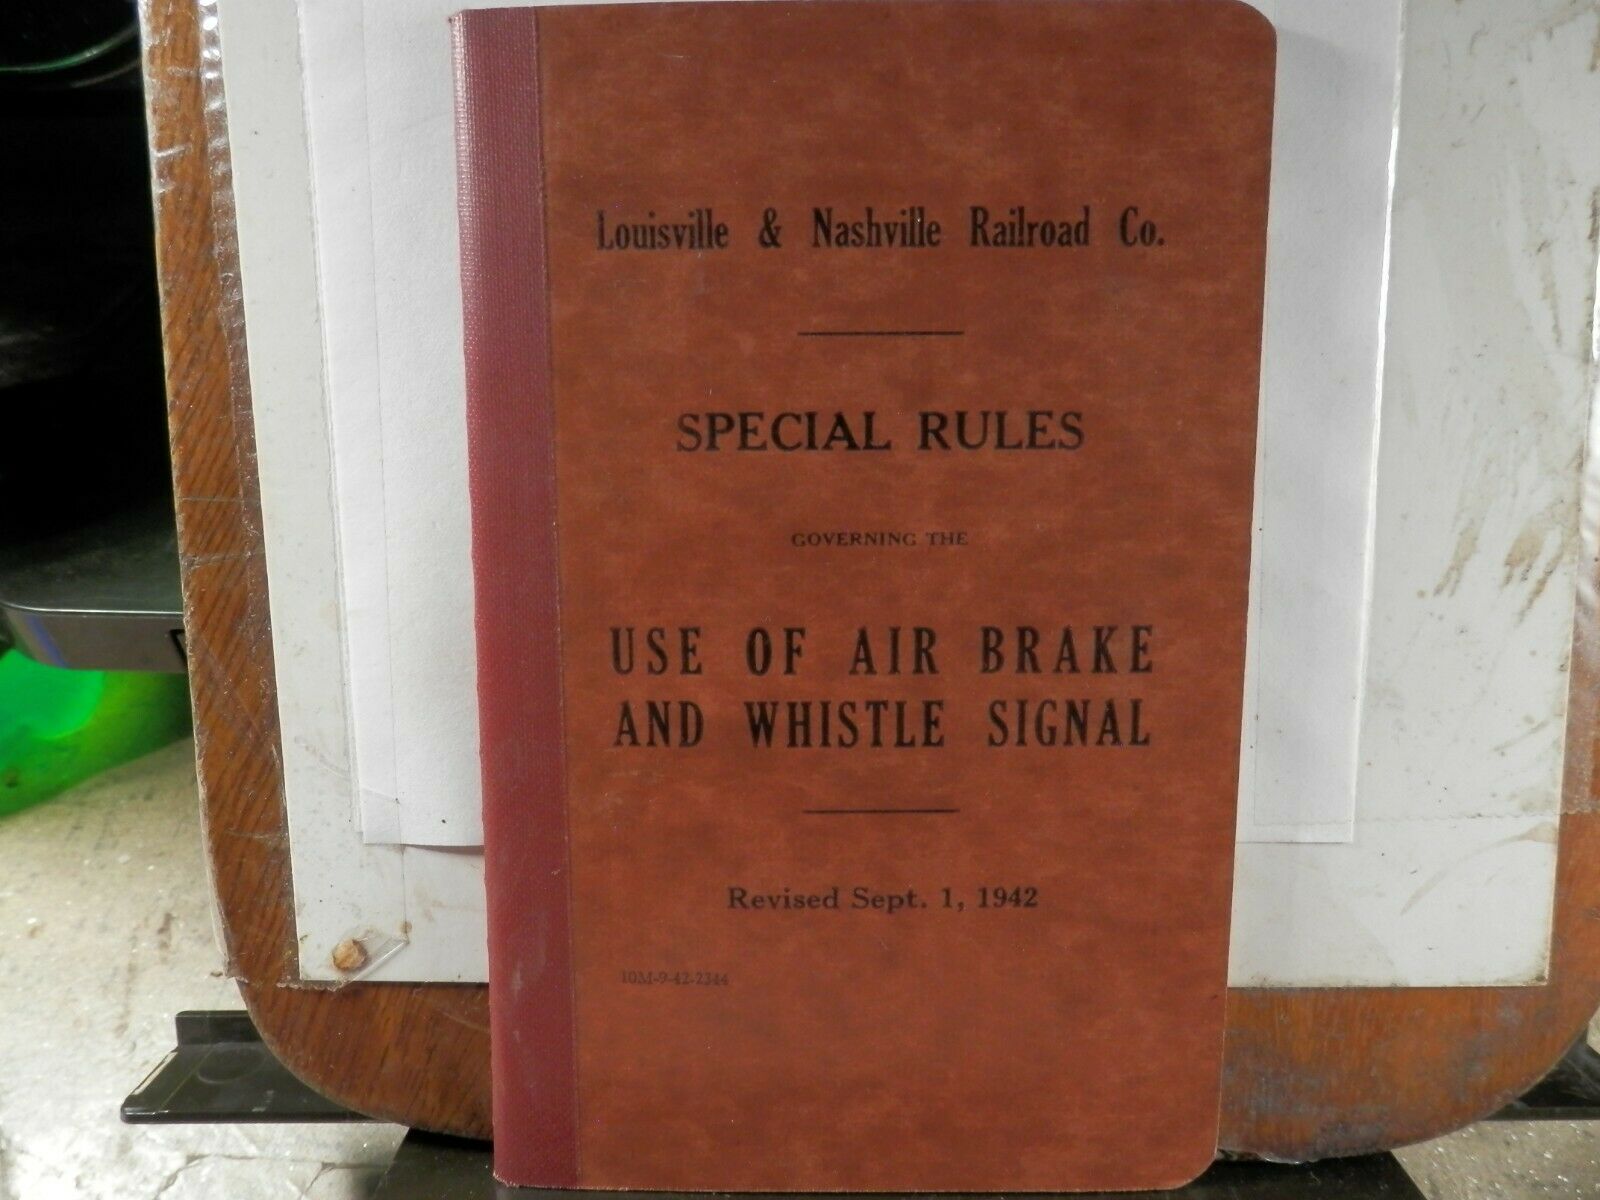 Louisville & Nashville Railroad Co.
SPECIAL RULES
GOVERNING THE
USE OF AIR BRAKE
AND WHISTLE SIGNAL
Revised Sept. 1, 1942
10M-9-42-2344